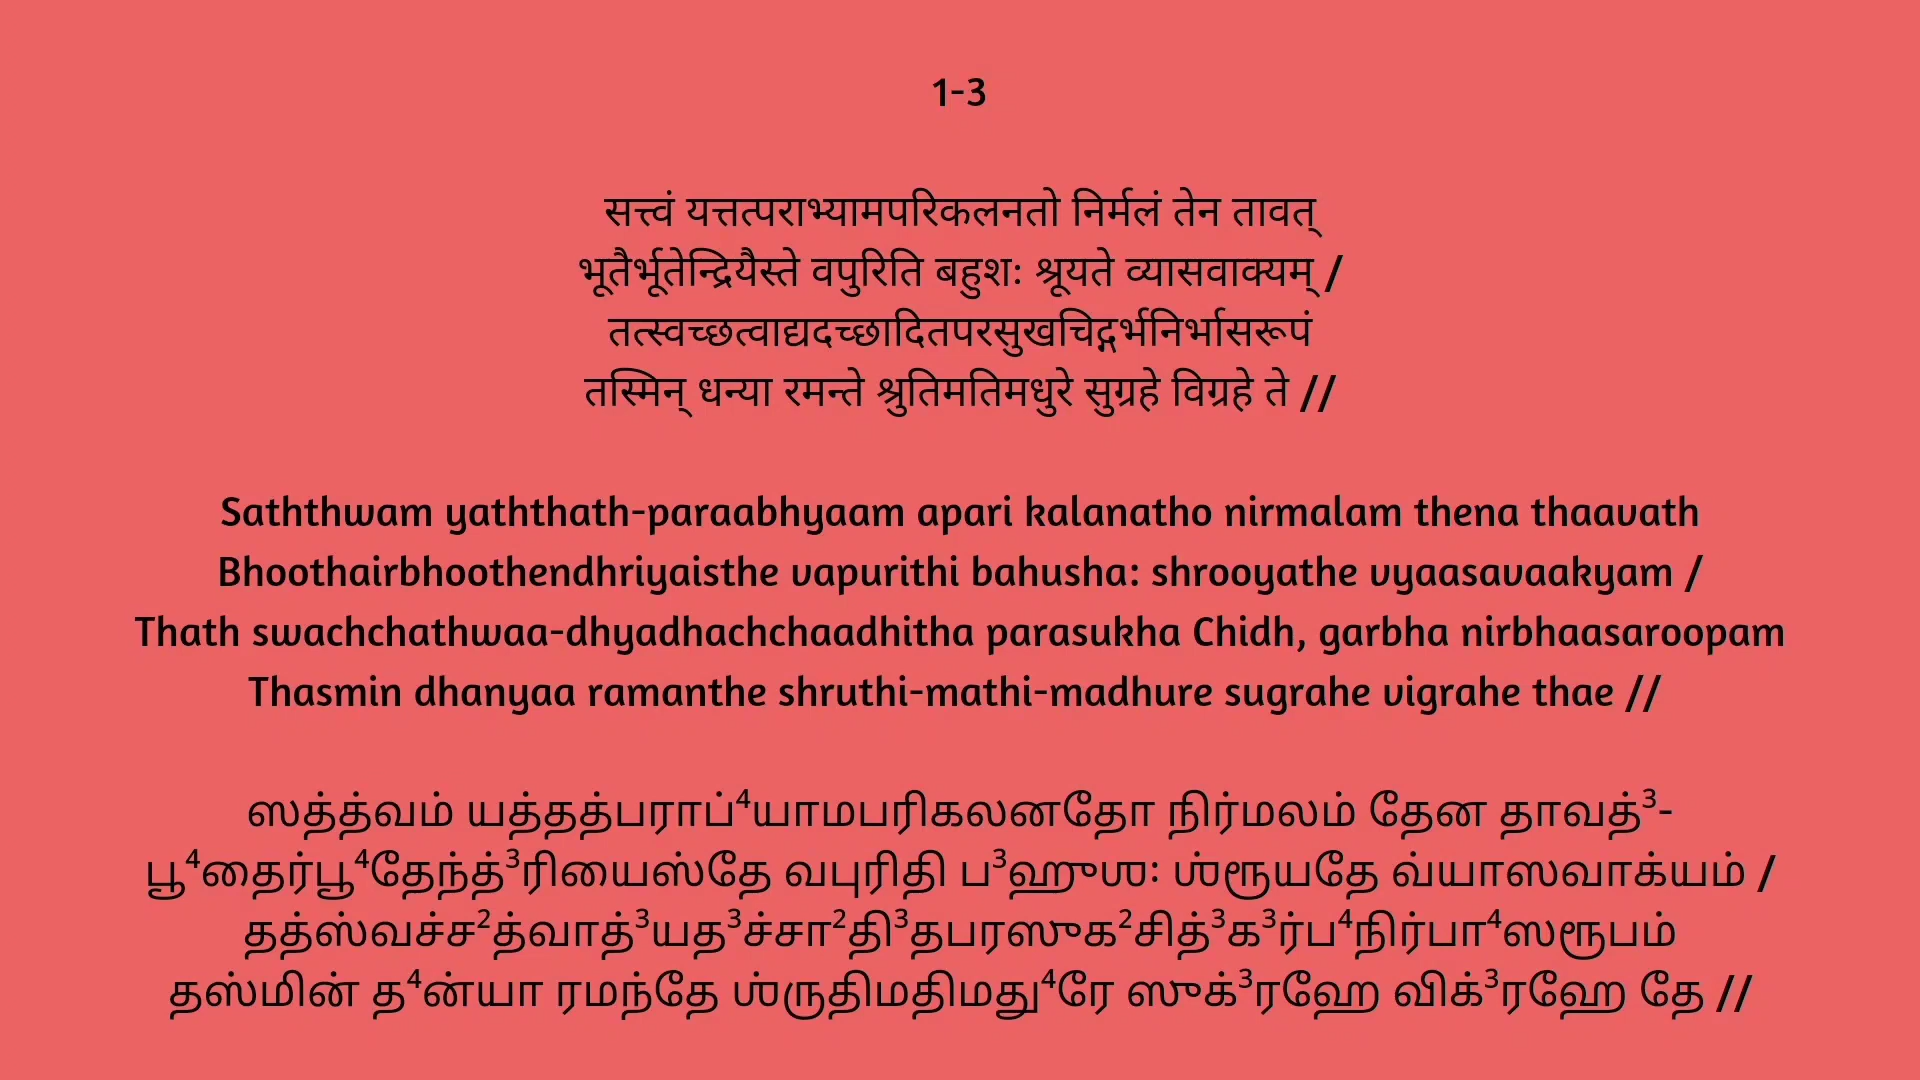 1-3
सत्त्वं यत्तत्पराभ्यामपरिकलनतो निर्मलं तेन तावत्
भूतैर्भूतेन्द्रियैस्ते वपुरिति बहुशः श्रूयते व्यासवाक्यम् /
तत्स्वच्छत्वाद्यदच्छादितपरसुखचिद्गर्भनिर्भासरूपं
तस्मिन् धन्या रमन्ते श्रुतिमतिमधुरे सुग्रहे विग्रहे ते //
Saththwam yaththath-paraabhyaam apari kalanatho nirmalam thena thaavath
Bhoothairbhoothendhriyaisthe vapurithi bahusha: shrooyathe vyaasavaakyam /
Thath swachchathwaa-dhyadhachchaadhitha parasukha Chidh, garbha nirbhaasaroopam
Thasmin dhanyaa ramanthe shruthi-mathi-madhure sugrahe vigrahe thae //
ஸத்த்வம் யத்தத்பராப்⁴யாமபரிகலனதோ நிர்மலம் தேன தாவத்³-
பூ⁴தைர்பூ⁴தேந்த்³ரியைஸ்தே வபுரிதி ப³ஹுஶ꞉ ஶ்ரூயதே வ்யாஸவாக்யம் /
தத்ஸ்வச்ச²த்வாத்³யத³ச்சா²தி³தபரஸுக²சித்³க³ர்ப⁴நிர்பா⁴ஸரூபம்
தஸ்மின் த⁴ன்யா ரமந்தே ஶ்ருதிமதிமது⁴ரே ஸுக்³ரஹே விக்³ரஹே தே //